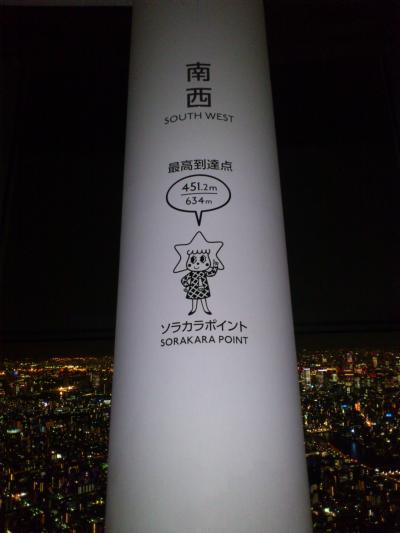 南
西
SOUTH WEST
最高到達点
451.2m
634m
ソラカラポイント
SORAKARA POINT